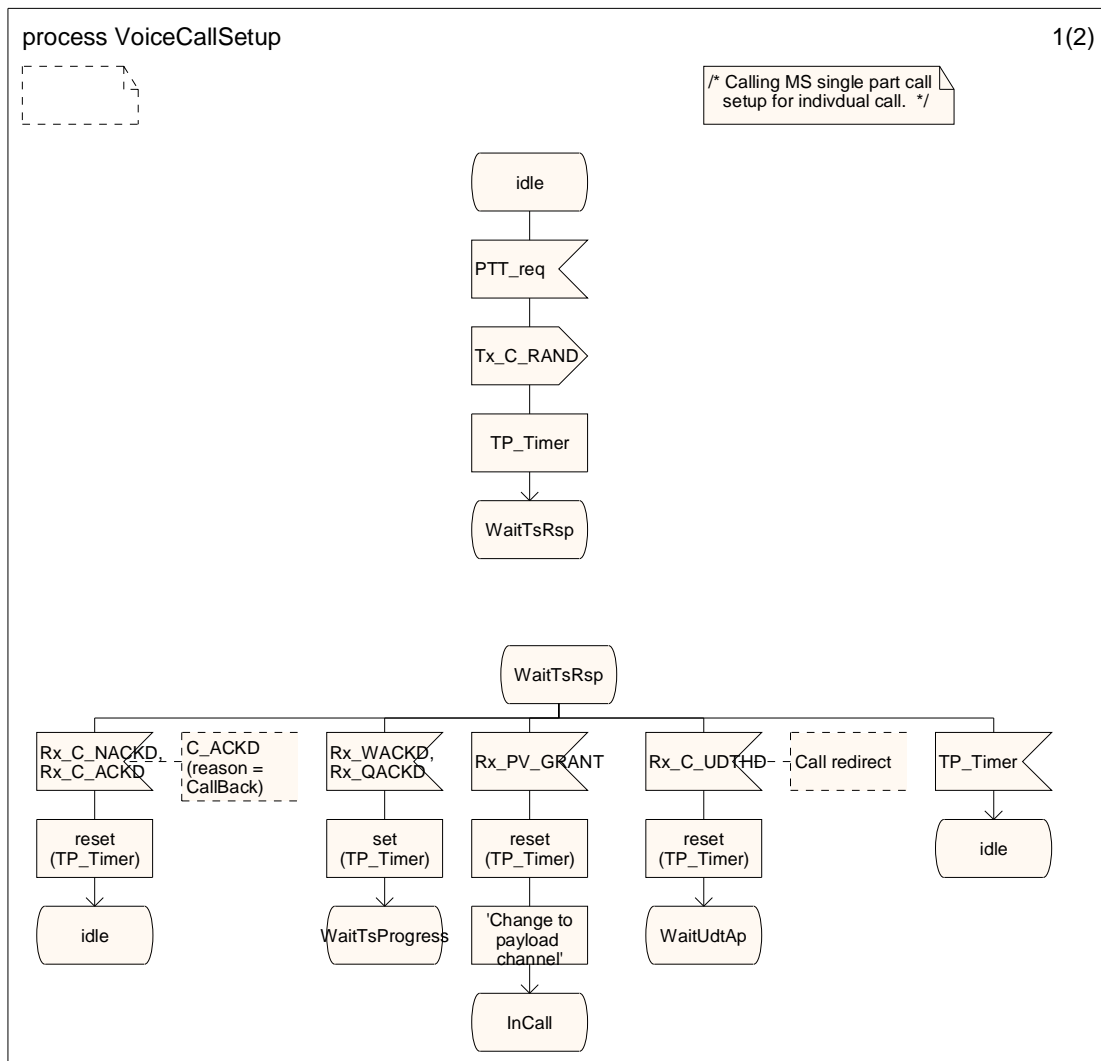 process VoiceCallSetup
1(2)
/* Calling MS single part call
setup for indivdual call.  */
idle
PTT_req
Tx_C_RAND
TP_Timer
WaitTsRsp
WaitTsRsp
Rx_C_NACKD,
Rx_C_ACKD
C_ACKD
(reason =
CallBack)
Rx_WACKD,
Rx_QACKD
Rx_PV_GRANT
Rx_C_UDTHD
Call redirect
TP_Timer
reset
(TP_Timer)
set
(TP_Timer)
reset
(TP_Timer)
reset
(TP_Timer)
idle
idle
WaitTsProgress
'Change to
payload
channel'
WaitUdtAp
InCall